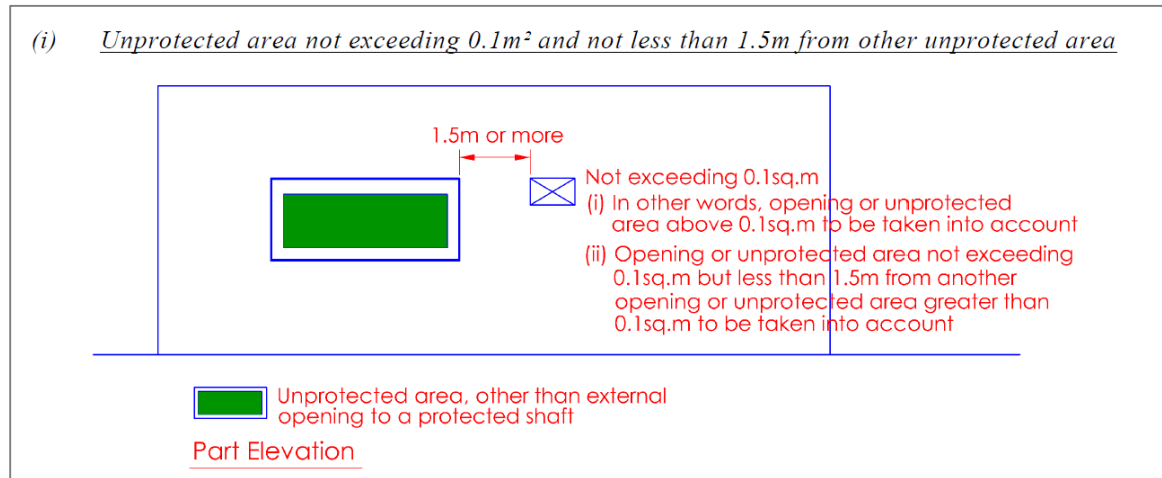 (i) Unprotected area not exceeding 0.1m² and not less than 1.5m from other unprotected area
1.5m or more
Not exceeding 0.1sq.m
(i) In other words, opening or unprotected
area above 0.1sq.m to be taken into account
(ii) Opening or unprotected area not exceeding
0.1sq.m but less than 1.5m from another
opening or unprotected area greater than
0.1sq.m to be taken into account
Unprotected area, other than external
opening to a protected shaft
Part Elevation